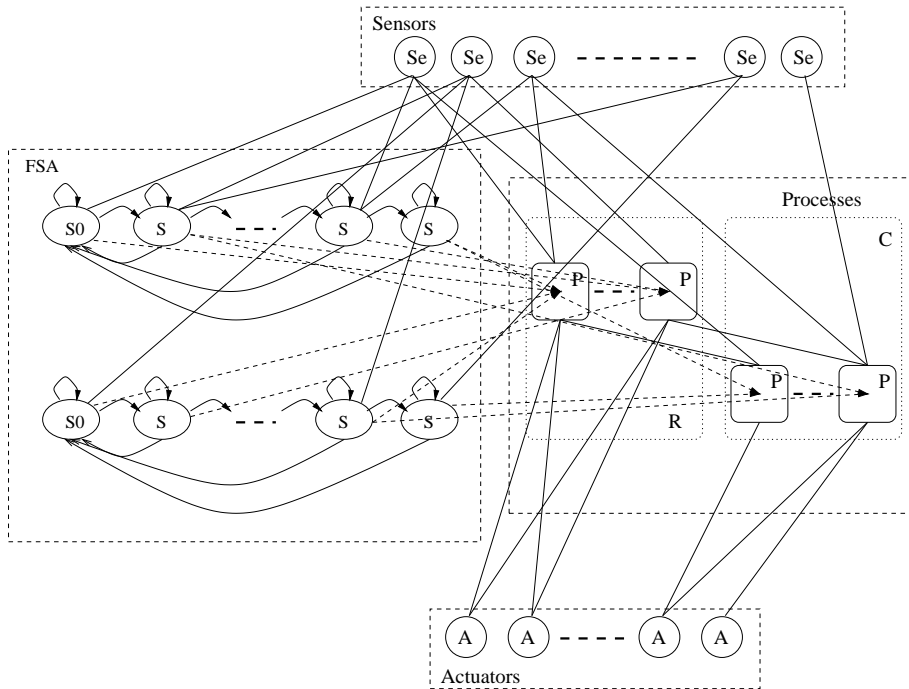 Sensors
Se Se Se Se Se
FSA
Processes
S0 S S S
C
P P
S0 S S S
P P
R
A A A A
Actuators